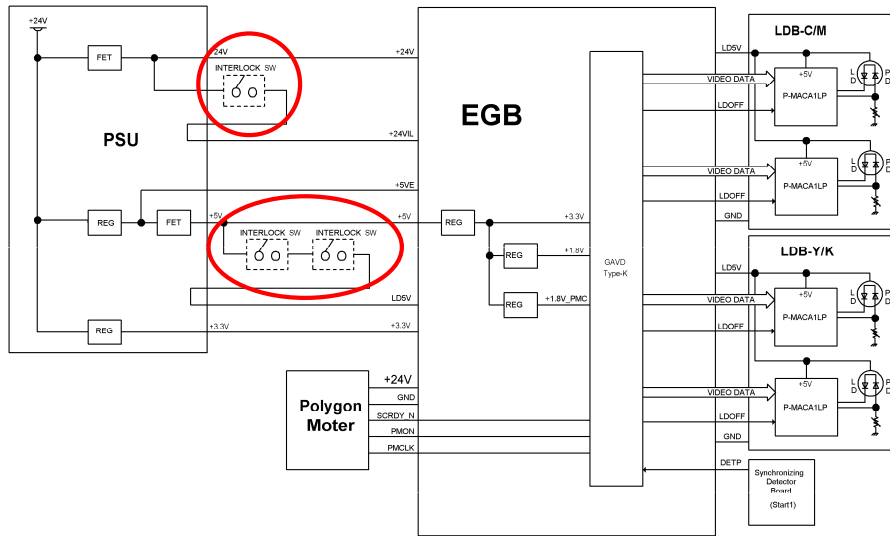 +24V
FET
24V
+24V
INTERLOCK SW
PSU
+24VIL
EGB
+5VE
REG
FET
+5V
+5V
INTERLOCK SW
INTERLOCK SW
LD5V
REG
+3.3V
+3.3V
REG
+3.3V
REG
+1.8V
REG
+1.8V_PMC
GAVD
Type-K
Polygon
Moter
+24V
GND
SCRDY_N
PMON
PMCLK
LD5V
LDB-C/M
VIDEO DATA
LDOFF
+5V
P-MACA1LP
L
D
P
D
VIDEO DATA
LDOFF
+5V
P-MACA1LP
L
D
P
D
GND
LDB-Y/K
LD5V
VIDEO DATA
LDOFF
+5V
P-MACA1LP
L
D
P
D
VIDEO DATA
LDOFF
+5V
P-MACA1LP
L
D
P
D
GND
DETP
Synchronizing
Detector
Board
(Start1)